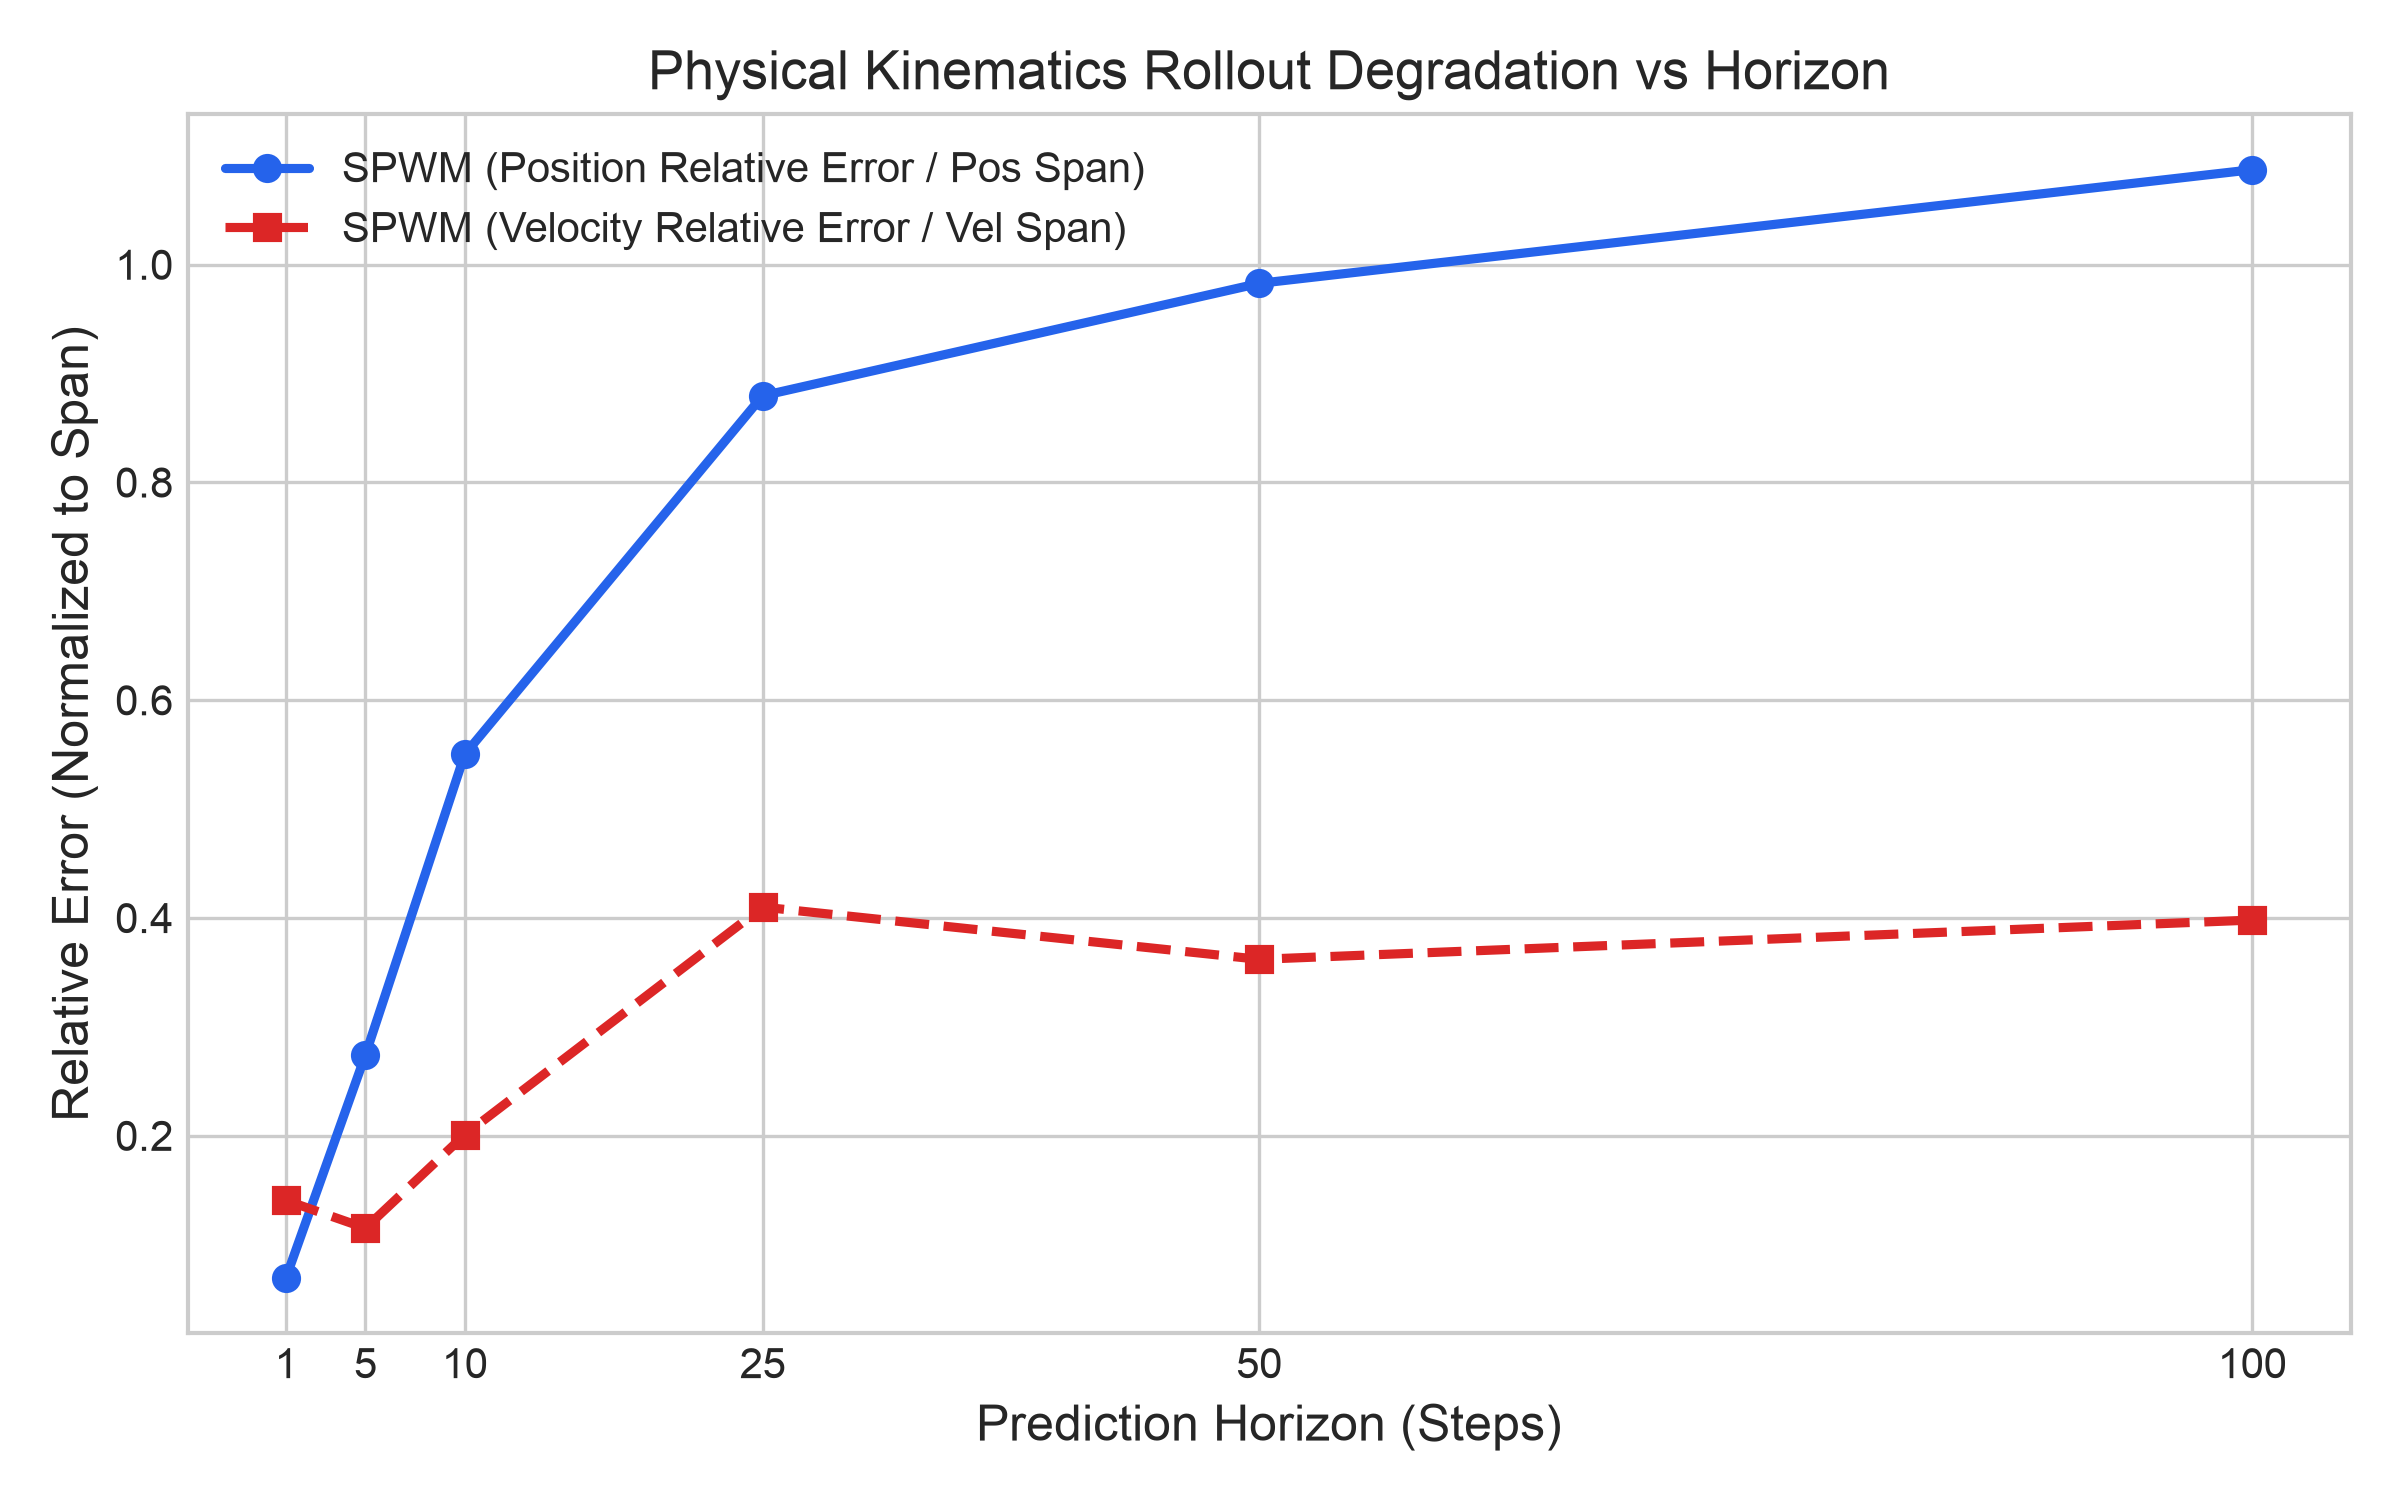 Physical Kinematics Rollout Degradation vs Horizon
SPWM (Position Relative Error / Pos Span)
SPWM (Velocity Relative Error / Vel Span)
Relative Error (Normalized to Span)
1.0
0.8
0.6
0.4
0.2
1 5 10 25 50 100
Prediction Horizon (Steps)